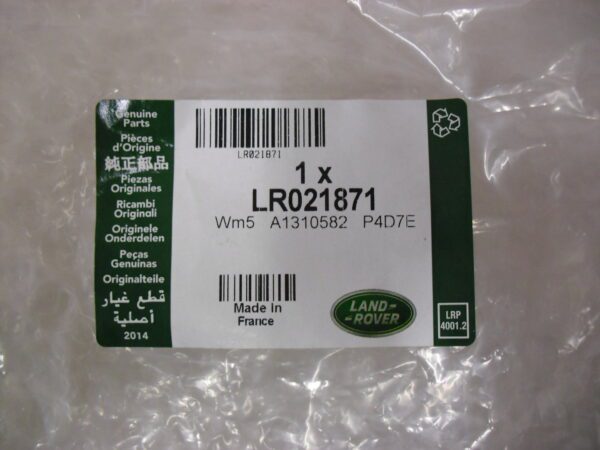 Genuine
Parts
Pièces
d'Origine
純正部品
Piezas
Originales
Ricambi
Originali
Originele
Onderdelen
Peças
Genuinas
Originalteile
قطع غيار
أصلية
2014
LR021871
1 x
LR021871
Wm5 A1310582 P4D7E
Made In
France
LAND-
-ROVER
LRP
4001.2